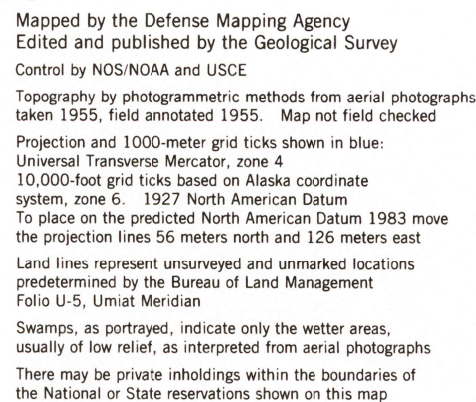 Mapped by the Defense Mapping Agency
Edited and published by the Geological Survey
Control by NOS/NOAA and USCE
Topography by photogrammetric methods from aerial photographs
taken 1955, field annotated 1955. Map not field checked
Projection and 1000-meter grid ticks shown in blue:
Universal Transverse Mercator, zone 4
10,000-foot grid ticks based on Alaska coordinate
system, zone 6. 1927 North American Datum
To place on the predicted North American Datum 1983 move
the projection lines 56 meters north and 126 meters east
Land lines represent unsurveyed and unmarked locations
predetermined by the Bureau of Land Management
Folio U-5, Umiat Meridian
Swamps, as portrayed, indicate only the wetter areas,
usually of low relief, as interpreted from aerial photographs
There may be private inholdings within the boundaries of
the National or State reservations shown on this map